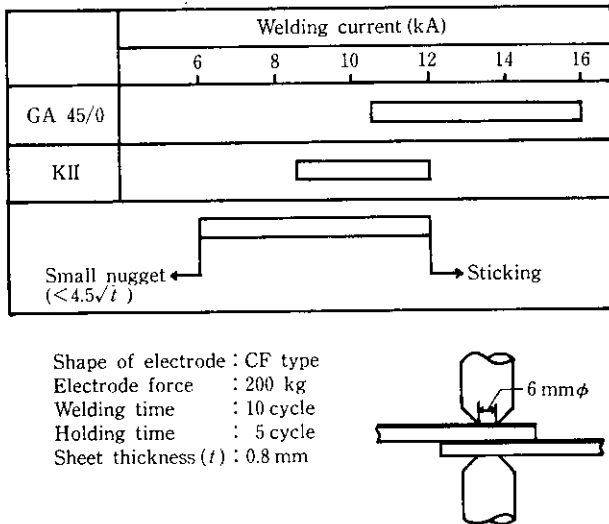 Welding current (kA)
6 8 10 12 14 16
GA 45/0
KII
Small nugget
(<4.5√t )
Sticking
Shape of electrode : CF type
Electrode force : 200 kg
Welding time : 10 cycle
Holding time : 5 cycle
Sheet thickness (t) : 0.8 mm
6 mmφ